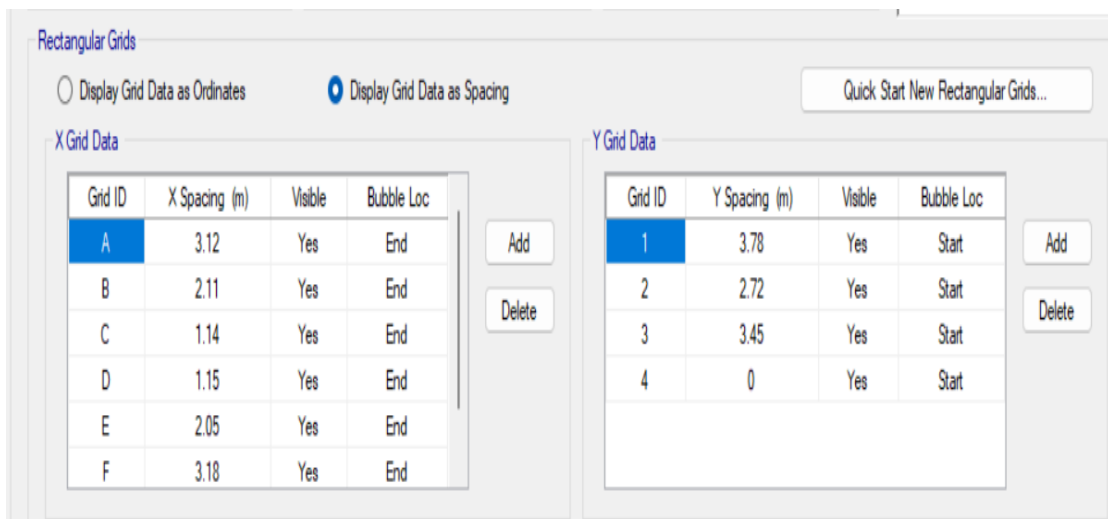 Rectangular Grids
Display Grid Data as Ordinates Display Grid Data as Spacing Quick Start New Rectangular Grids...
X Grid Data
Grid ID X Spacing (m) Visible Bubble Loc
A 3.12 Yes End
B 2.11 Yes End
C 1.14 Yes End
D 1.15 Yes End
E 2.05 Yes End
F 3.18 Yes End
Add
Delete
Y Grid Data
Grid ID Y Spacing (m) Visible Bubble Loc
1 3.78 Yes Start
2 2.72 Yes Start
3 3.45 Yes Start
4 0 Yes Start
Add
Delete